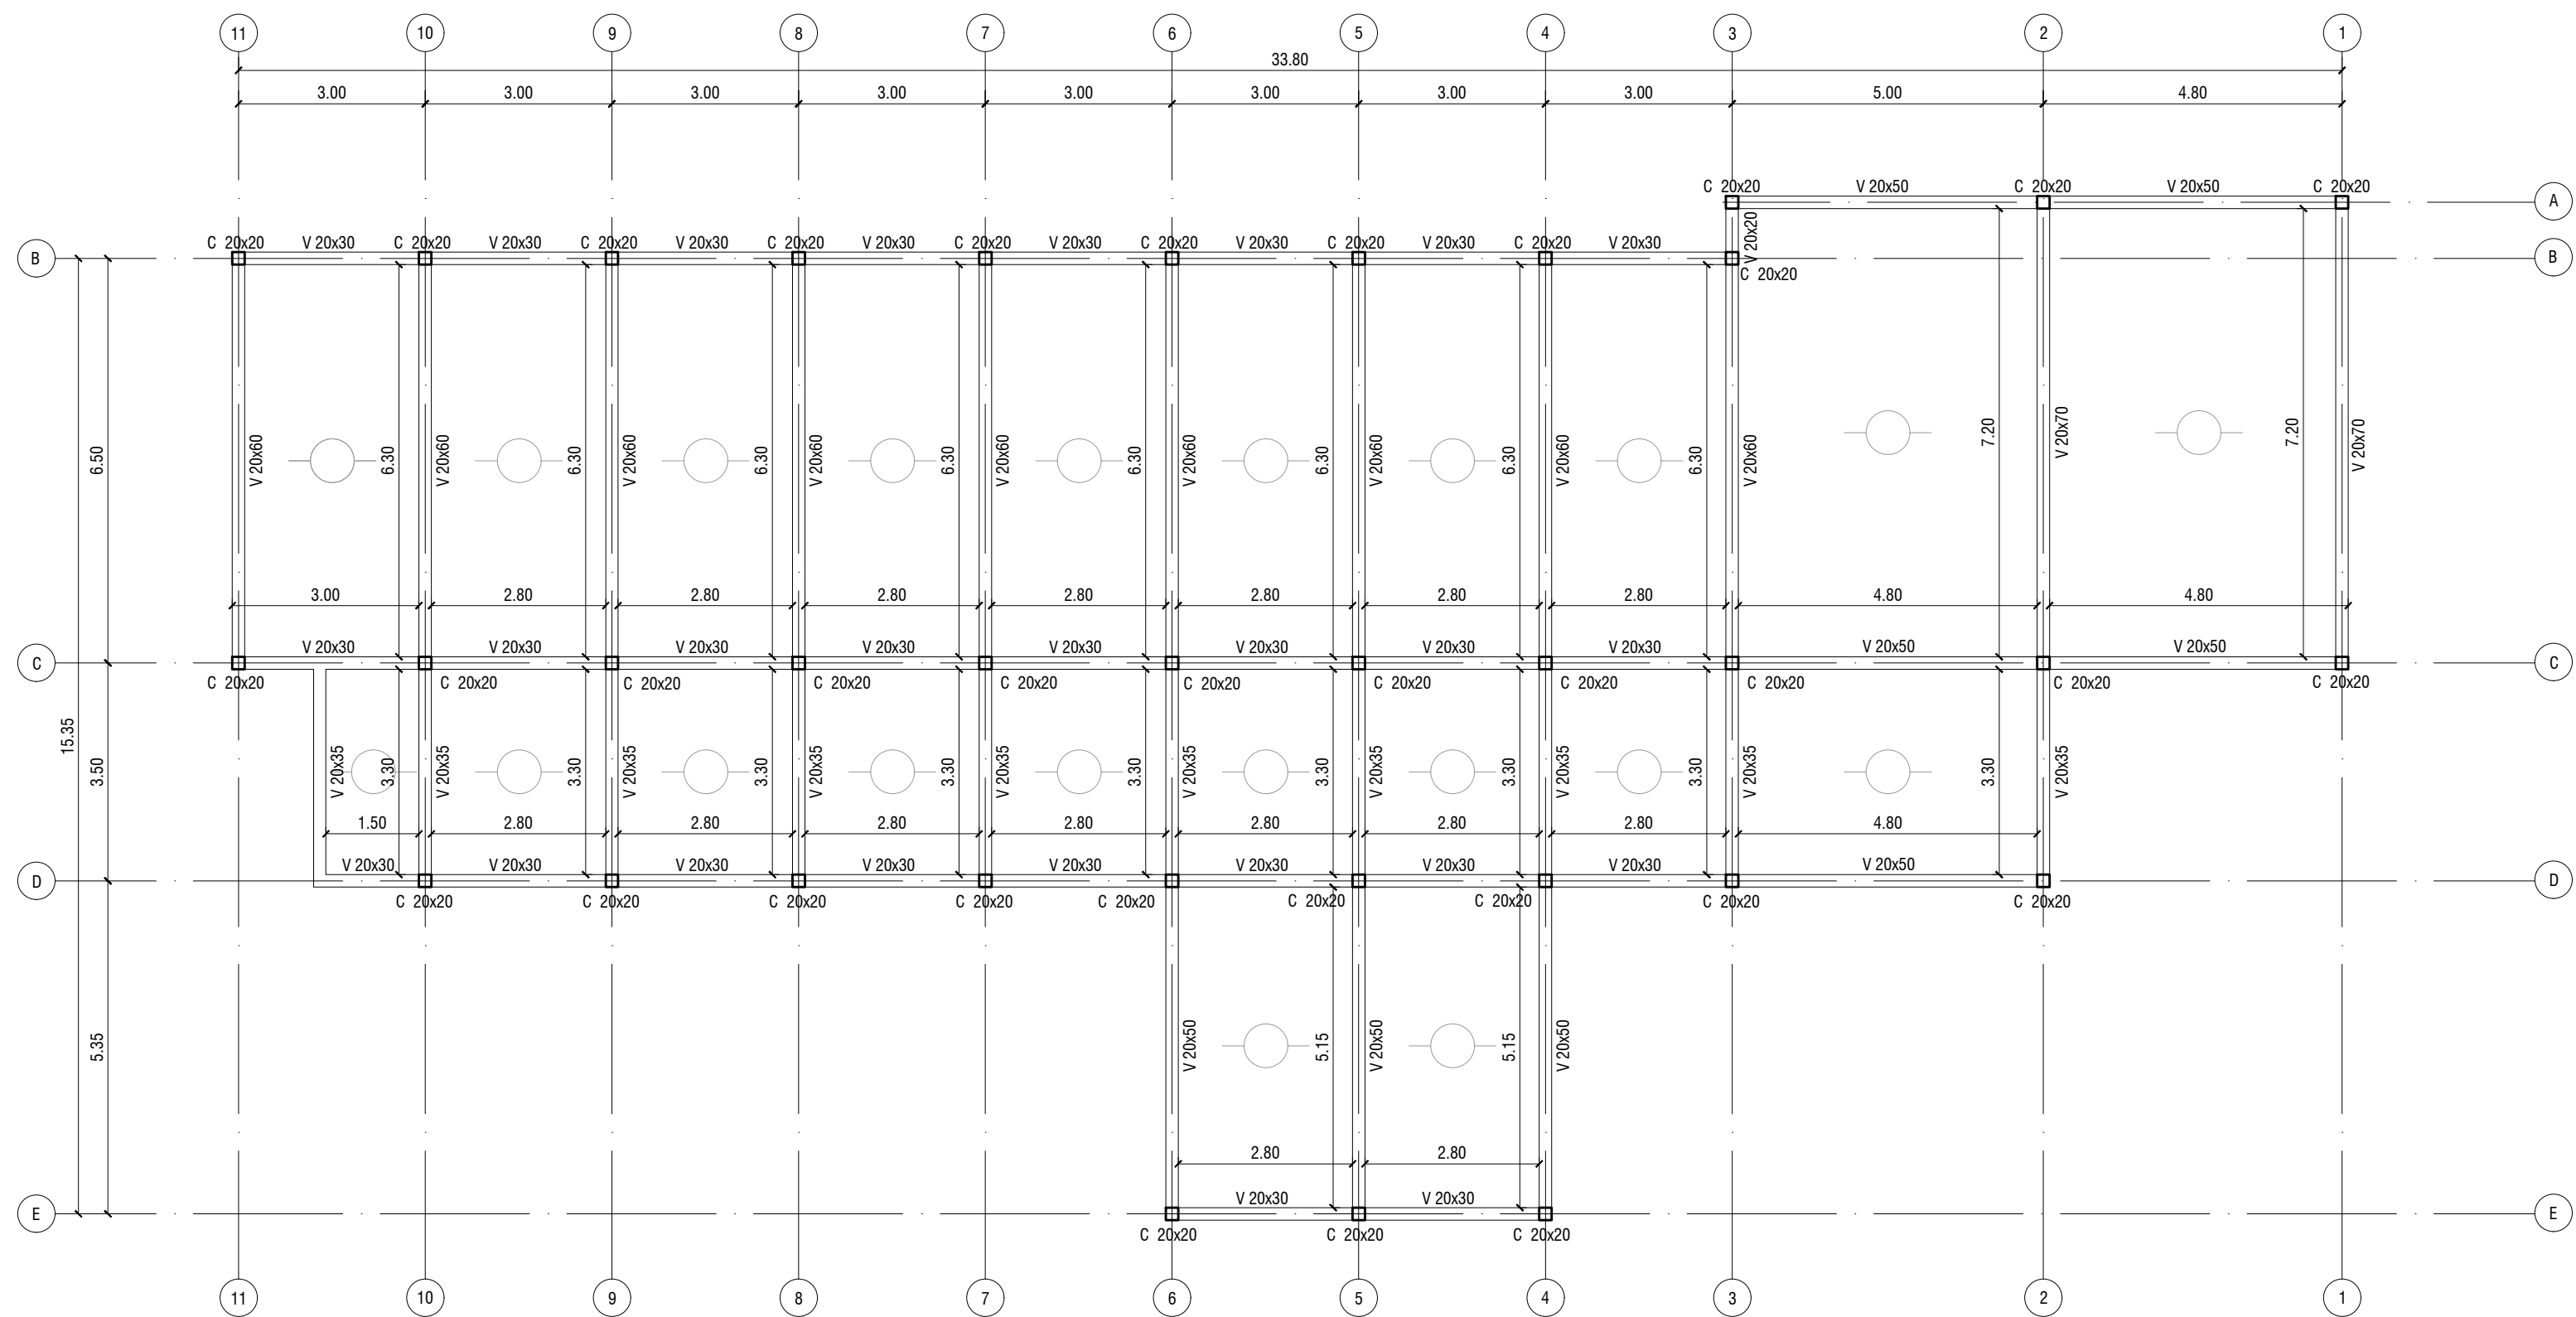 11 10 9 8 7 6 5 4 3 2 1
33.80
3.00 3.00 3.00 3.00 3.00 3.00 3.00 3.00 5.00 4.80
C 20x20 V 20x50 C 20x20 V 20x50 C 20x20
A
V 20x20
C 20x20 V 20x30 C 20x20 V 20x30 C 20x20 V 20x30 C 20x20 V 20x30 C 20x20 V 20x30 C 20x20 V 20x30 C 20x20 V 20x30 C 20x20 V 20x30
B B
C 20x20
6.50 V 20x60 6.30 V 20x60 6.30 V 20x60 6.30 V 20x60 6.30 V 20x60 6.30 V 20x60 6.30 V 20x60 6.30 V 20x60 6.30 V 20x60 7.20 V 20x70 7.20 V 20x70
3.00 2.80 2.80 2.80 2.80 2.80 2.80 2.80 4.80 4.80
V 20x30 V 20x30 V 20x30 V 20x30 V 20x30 V 20x30 V 20x30 V 20x30 V 20x50 V 20x50
C C
C 20x20 C 20x20 C 20x20 C 20x20 C 20x20 C 20x20 C 20x20 C 20x20 C 20x20 C 20x20 C 20x20
15.35
3.50 V 20x35 3.30 V 20x35 3.30 V 20x35 3.30 V 20x35 3.30 V 20x35 3.30 V 20x35 3.30 V 20x35 3.30 V 20x35 3.30 V 20x35 3.30 V 20x35
1.50 2.80 2.80 2.80 2.80 2.80 2.80 2.80 4.80
V 20x30 V 20x30 V 20x30 V 20x30 V 20x30 V 20x30 V 20x30 V 20x30 V 20x50
D D
C 20x20 C 20x20 C 20x20 C 20x20 C 20x20 C 20x20 C 20x20 C 20x20 C 20x20
5.35 V 20x50 5.15 V 20x50 5.15 V 20x50
2.80 2.80
V 20x30 V 20x30
E E
C 20x20 C 20x20 C 20x20
11 10 9 8 7 6 5 4 3 2 1